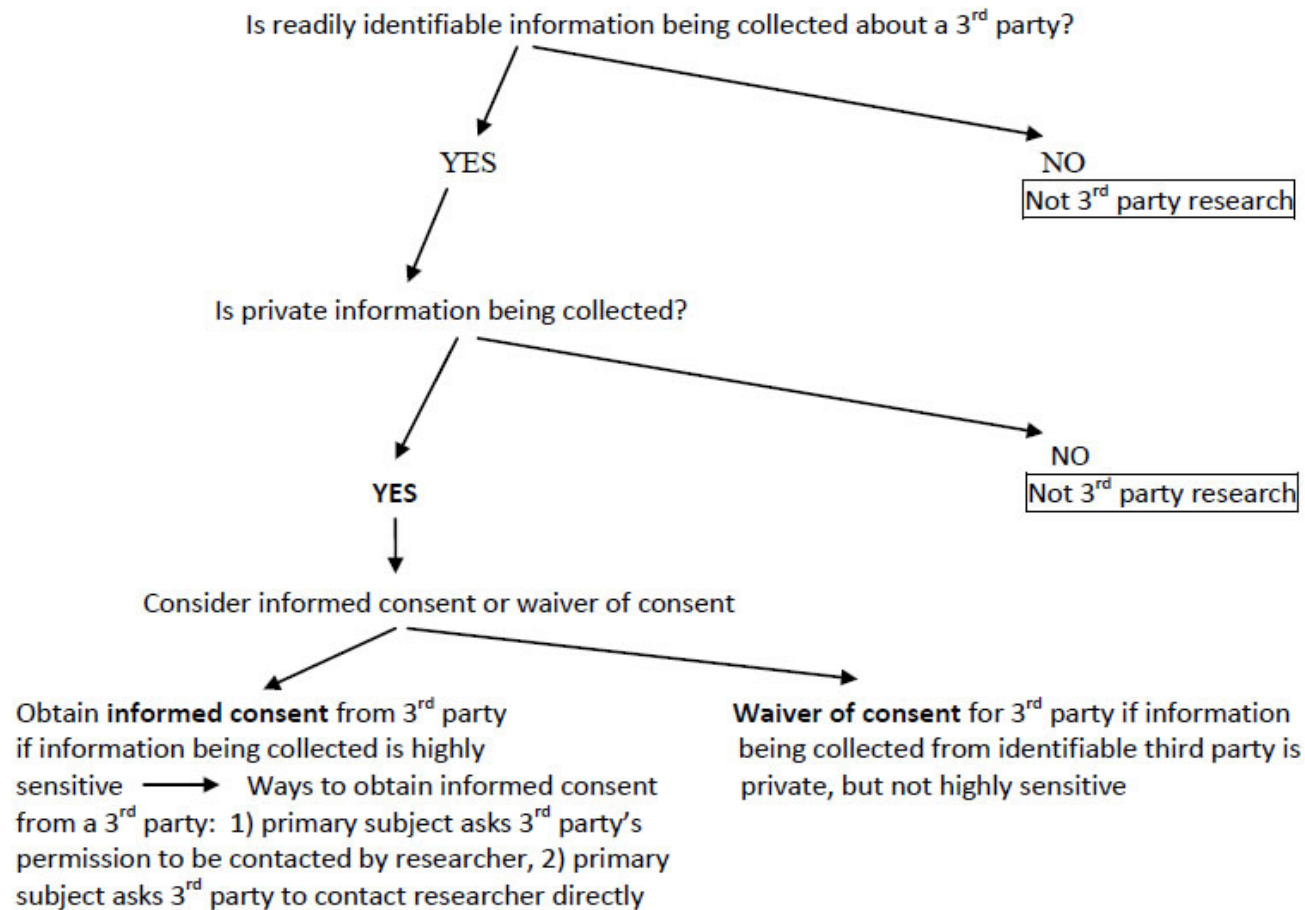 Is readily identifiable information being collected about a 3rd party?
YES
NO
Not 3rd party research
Is private information being collected?
NO
Not 3rd party research
YES
Consider informed consent or waiver of consent
Obtain informed consent from 3rd party
if information being collected is highly
sensitive Ways to obtain informed consent
from a 3rd party: 1) primary subject asks 3rd party's
permission to be contacted by researcher, 2) primary
subject asks 3rd party to contact researcher directly
Waiver of consent for 3rd party if information
being collected from identifiable third party is
private, but not highly sensitive